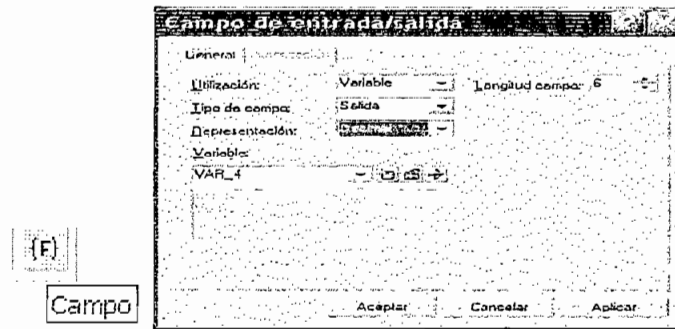 Campo de entrada/salida
General
Utilización: Variable Longitud campo: 6
Tipo de campo: Salida
Representación:
Variable:
VAR_4
{F}
Campo
Aceptar Cancelar Aplicar